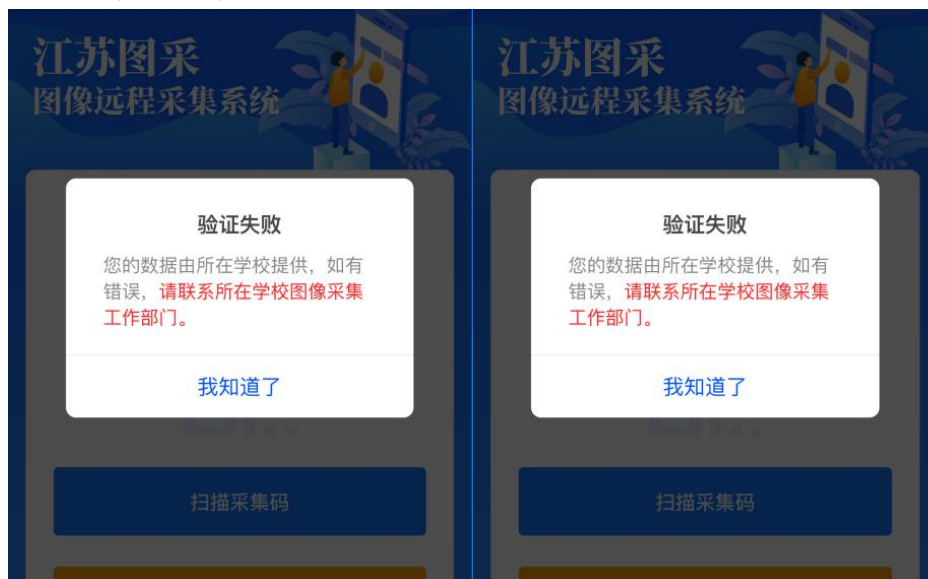 江苏图采
图像远程采集系统
验证失败
您的数据由所在学校提供，如有
错误，请联系所在学校图像采集
工作部门。
我知道了
扫描采集码
江苏图采
图像远程采集系统
验证失败
您的数据由所在学校提供，如有
错误，请联系所在学校图像采集
工作部门。
我知道了
扫描采集码